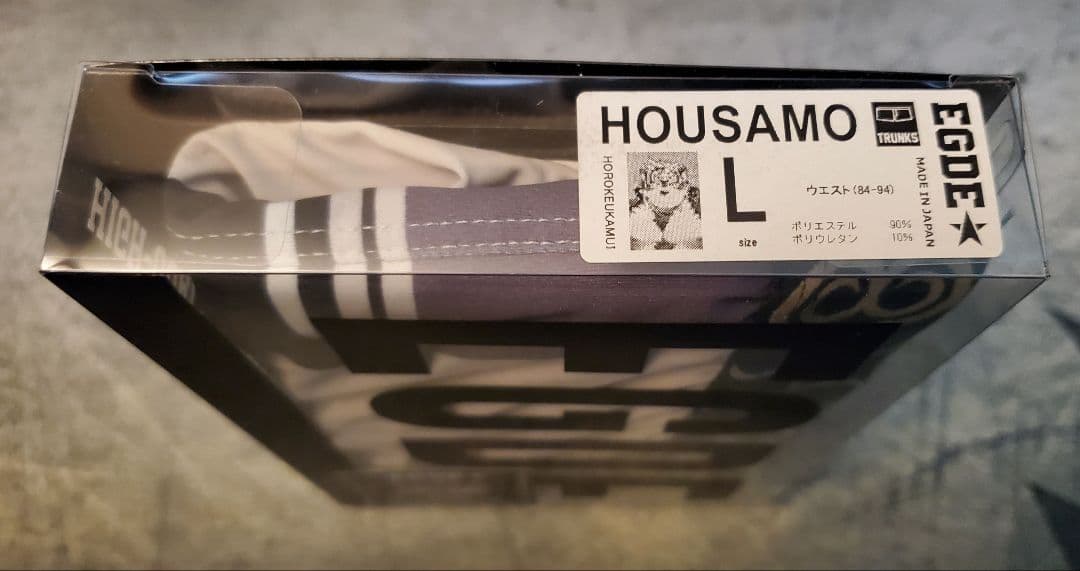 HOUSAMO
TRUNKS
EGDE★
MADE IN JAPAN
HOROKEUKAMUI
L
size
ウエスト(84-94)
ポリエステル 90%
ポリウレタン 10%